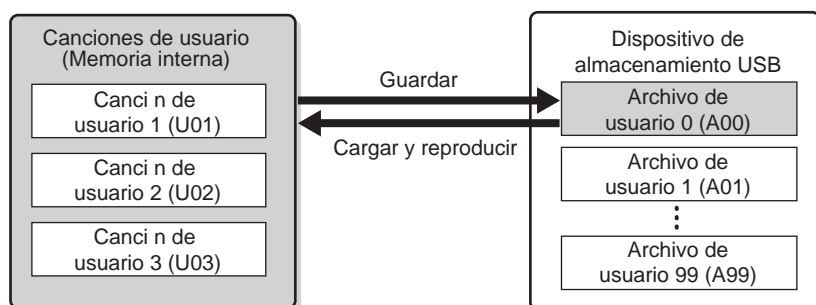 Canciones de usuario
(Memoria interna)
Canci n de
usuario 1 (U01)
Canci n de
usuario 2 (U02)
Canci n de
usuario 3 (U03)
Guardar
Cargar y reproducir
Dispositivo de
almacenamiento USB
Archivo de
usuario 0 (A00)
Archivo de
usuario 1 (A01)
Archivo de
usuario 99 (A99)